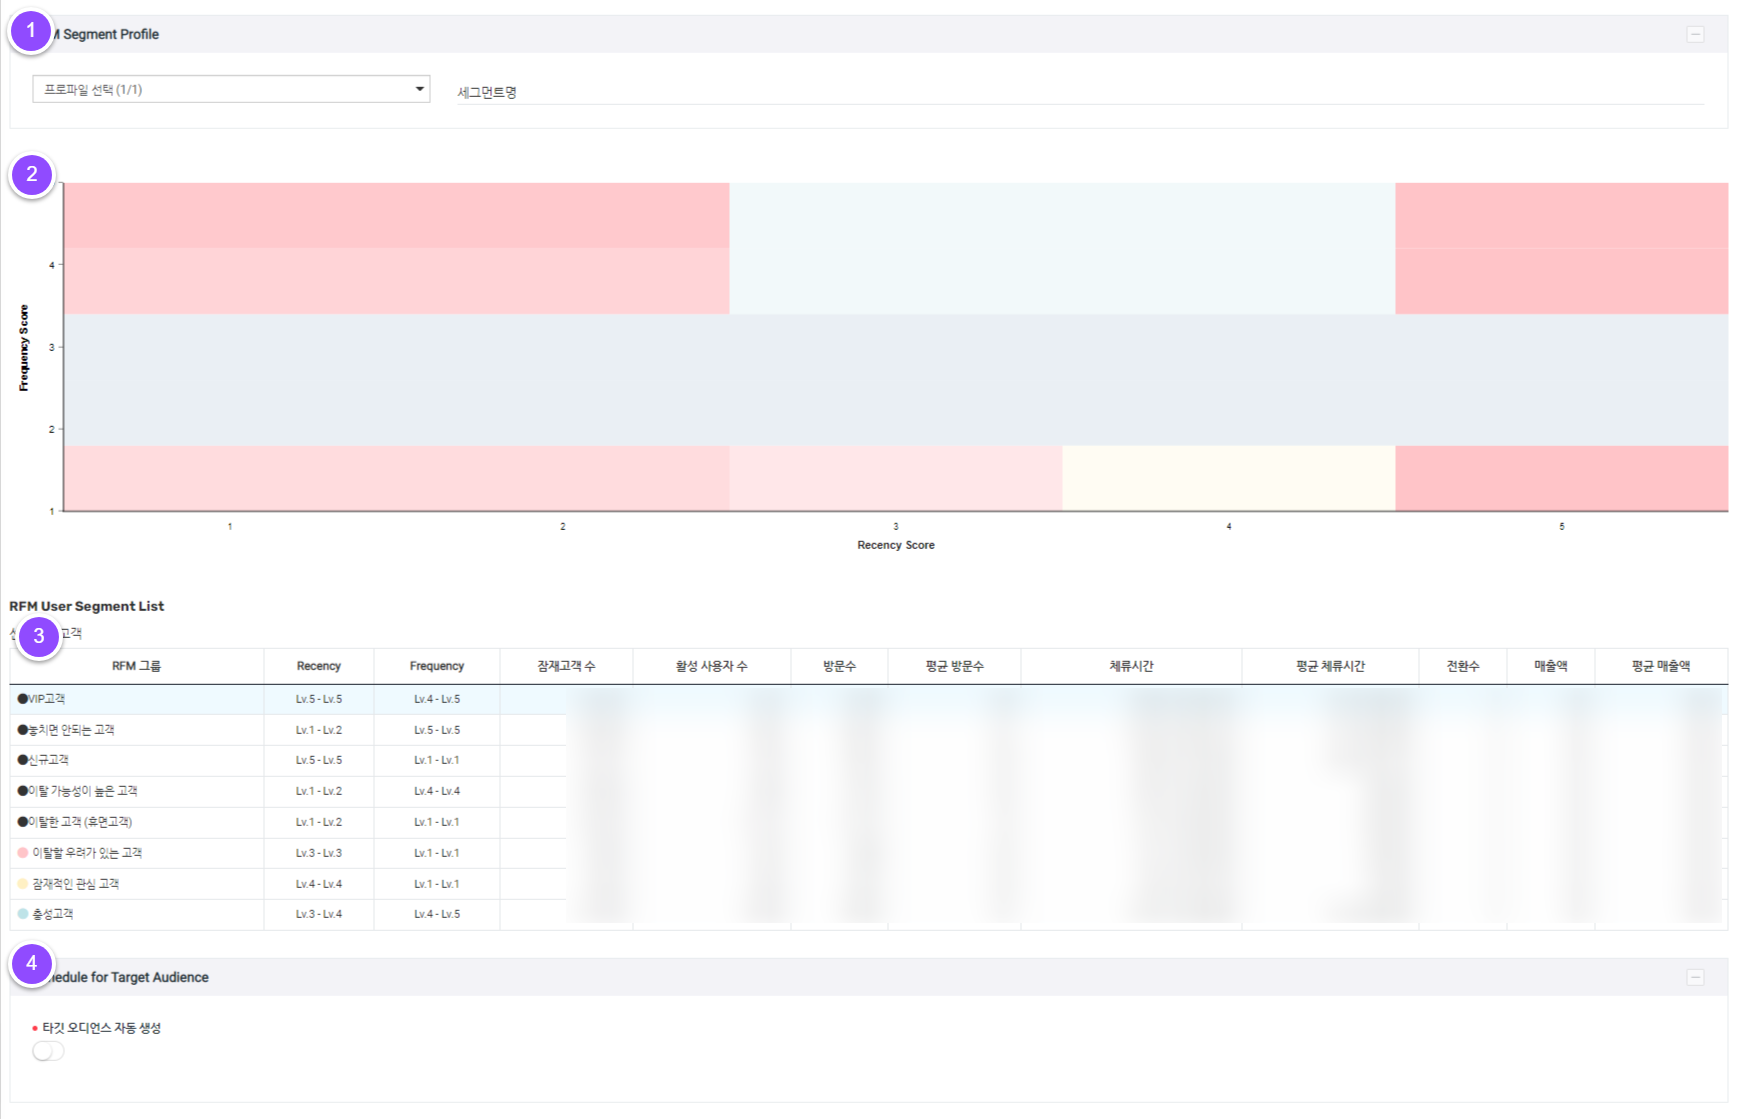 1
M Segment Profile
프로파일 선택 (1/1)
세그먼트명
2
4
3
2
1
Frequency Score
1 2 3 4 5
Recency Score
RFM User Segment List
3
고객
RFM 그룹 Recency Frequency 잠재고객 수 활성 사용자 수 방문수 평균 방문수 체류시간 평균 체류시간 전환수 매출액 평균 매출액
VIP고객 Lv.5 - Lv.5 Lv.4 - Lv.5
놓치면 안되는 고객 Lv.1 - Lv.2 Lv.5 - Lv.5
신규고객 Lv.5 - Lv.5 Lv.1 - Lv.1
이탈 가능성이 높은 고객 Lv.1 - Lv.2 Lv.4 - Lv.4
이탈한 고객 (휴면고객) Lv.1 - Lv.2 Lv.1 - Lv.1
이탈할 우려가 있는 고객 Lv.3 - Lv.3 Lv.1 - Lv.1
잠재적인 관심 고객 Lv.4 - Lv.4 Lv.1 - Lv.1
충성고객 Lv.3 - Lv.4 Lv.4 - Lv.5
4
hedule for Target Audience
타깃 오디언스 자동 생성